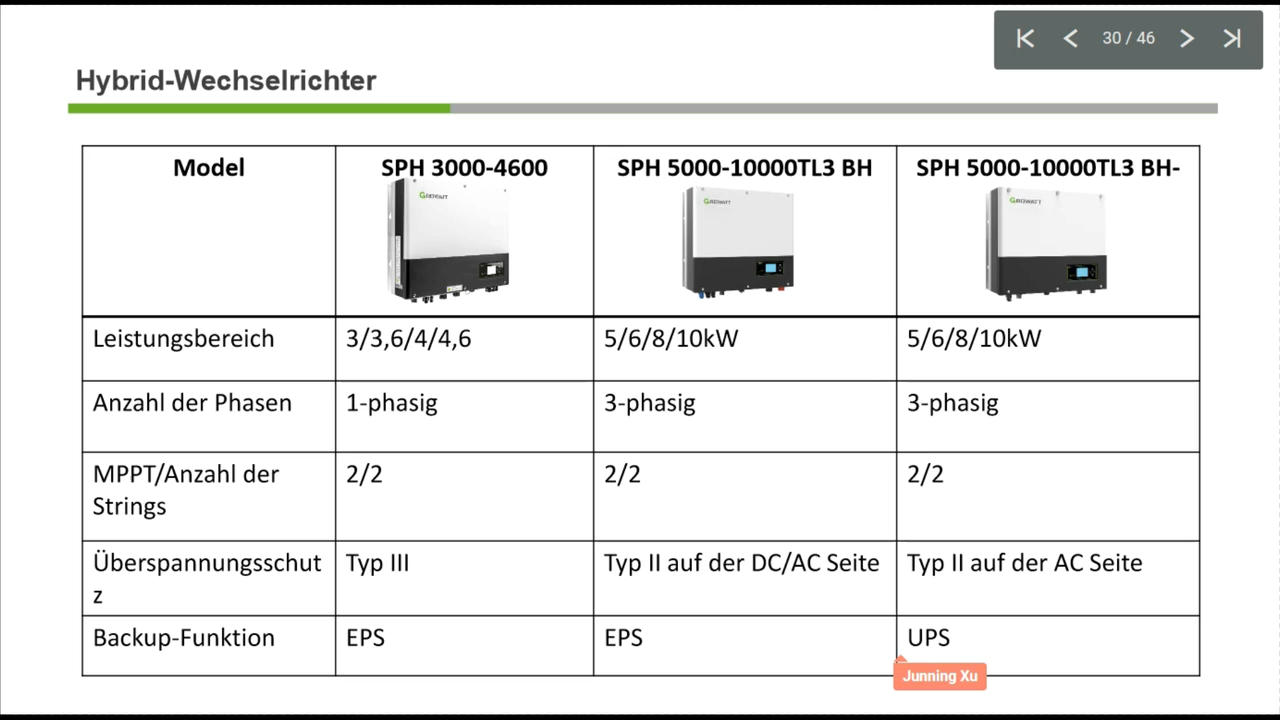 30 / 46
Hybrid-Wechselrichter
Model
SPH 3000-4600
SPH 5000-10000TL3 BH
SPH 5000-10000TL3 BH-
GROWATT
GROWATT
GROWATT
Leistungsbereich
3/3,6/4/4,6
5/6/8/10kW
5/6/8/10kW
Anzahl der Phasen
1-phasig
3-phasig
3-phasig
MPPT/Anzahl der
Strings
2/2
2/2
2/2
Überspannungsschut
z
Typ III
Typ II auf der DC/AC Seite
Typ II auf der AC Seite
Backup-Funktion
EPS
EPS
UPS
Junning Xu